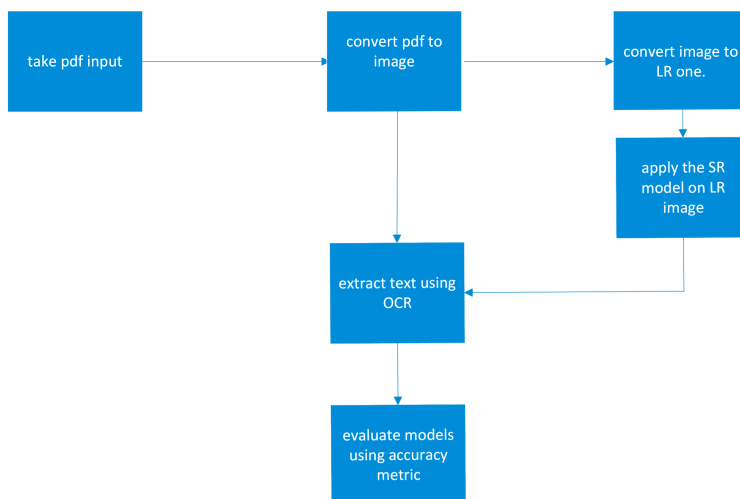 take pdf input
convert pdf to
image
convert image to
LR one.
apply the SR
model on LR
image
extract text using
OCR
evaluate models
using accuracy
metric